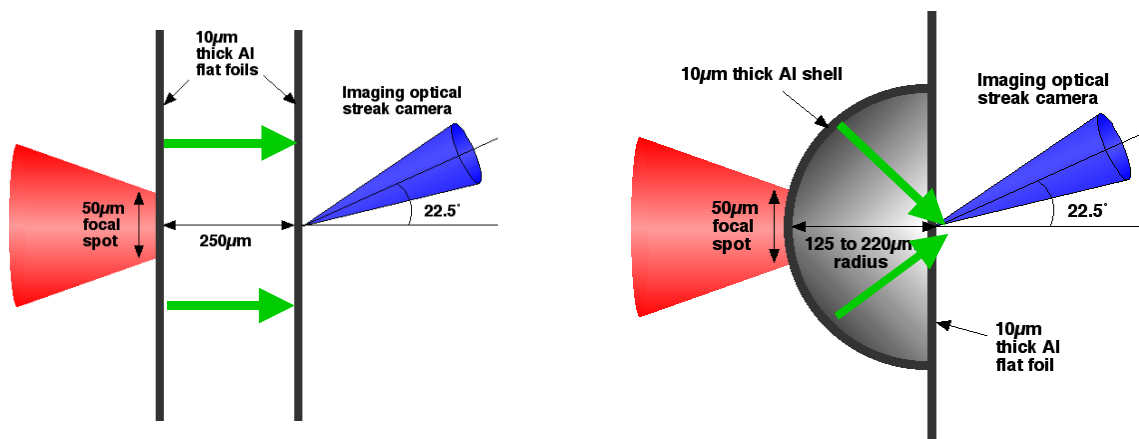 10µm
thick Al
flat foils
Imaging optical
streak camera
50µm
focal
spot
250µm
22.5°
10µm thick Al shell
Imaging optical
streak camera
50µm
focal
spot
125 to 220µm
radius
22.5°
10µm
thick Al
flat foil